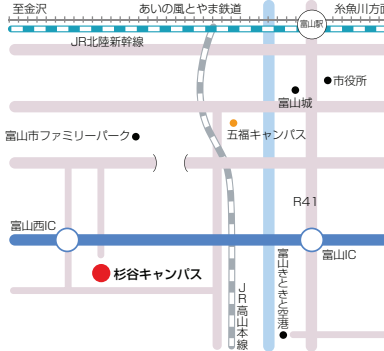 至金沢
あいの風とやま鉄道
糸魚川方面
富山駅
JR北陸新幹線
市役所
富山城
五福キャンパス
富山市ファミリーパーク
R41
富山西IC
富山IC
杉谷キャンパス
富山きときと空港
JR高山本線